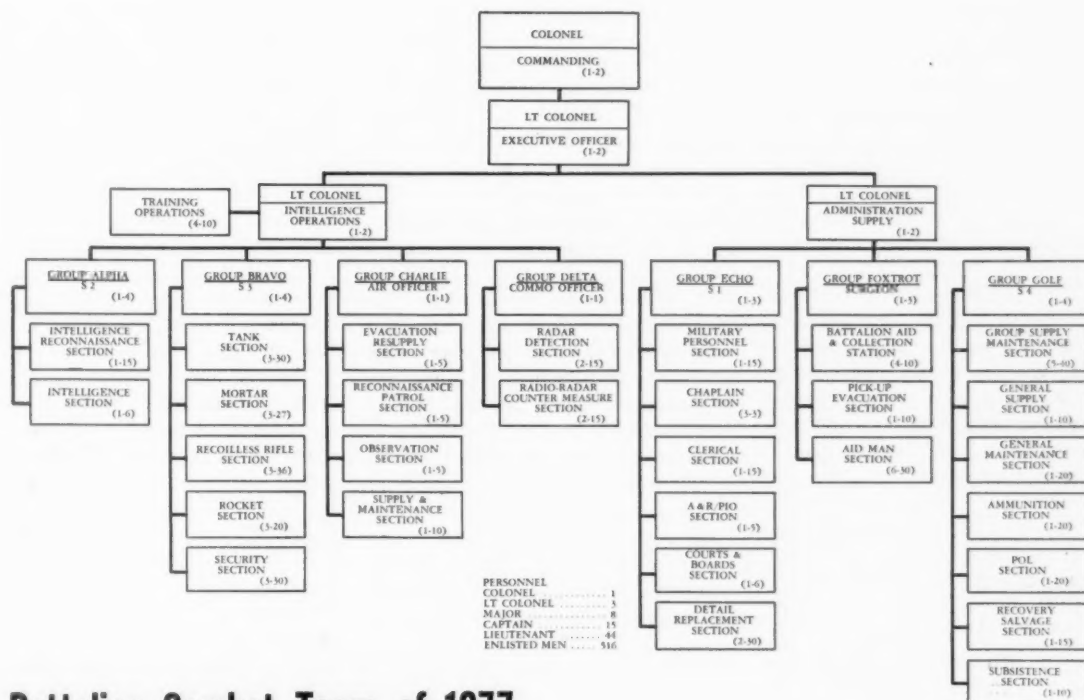 COLONEL
COMMANDING
(1-2)
LT COLONEL
EXECUTIVE OFFICER
(1-2)
TRAINING
OPERATIONS
(4-10)
LT COLONEL
INTELLIGENCE
OPERATIONS
(1-2)
LT COLONEL
ADMINISTRATION
SUPPLY
(1-2)
GROUP ALPHA
S 2
(1-4)
INTELLIGENCE
RECONNAISSANCE
SECTION
(1-15)
INTELLIGENCE
SECTION
(1-6)
GROUP BRAVO
S 3
(1-4)
TANK
SECTION
(3-30)
MORTAR
SECTION
(3-27)
RECOILLESS RIFLE
SECTION
(3-36)
ROCKET
SECTION
(3-20)
SECURITY
SECTION
(3-30)
GROUP CHARLIE
AIR OFFICER
(1-1)
EVACUATION
RESUPPLY
SECTION
(1-5)
RECONNAISSANCE
PATROL
SECTION
(1-5)
OBSERVATION
SECTION
(1-5)
SUPPLY &
MAINTENANCE
SECTION
(1-10)
GROUP DELTA
COMMO OFFICER
(1-1)
RADAR
DETECTION
SECTION
(2-15)
RADIO-RADAR
COUNTER MEASURE
SECTION
(2-15)
GROUP ECHO
S 1
(1-3)
MILITARY
PERSONNEL
SECTION
(1-15)
CHAPLAIN
SECTION
(3-3)
CLERICAL
SECTION
(1-15)
A & R/PIO
SECTION
(1-5)
COURTS &
BOARDS
SECTION
(1-6)
DETAIL
REPLACEMENT
SECTION
(2-30)
GROUP FOXTROT
SURGEON
BATTALION AID
& COLLECTION
STATION
(4-10)
PICK-UP
EVACUATION
SECTION
(1-10)
AID MAN
SECTION
(6-30)
GROUP GOLF
S 4
(1-4)
GROUP SUPPLY
MAINTENANCE
SECTION
(5-40)
GENERAL
SUPPLY
SECTION
(1-10)
GENERAL
MAINTENANCE
SECTION
(1-20)
AMMUNITION
SECTION
(1-20)
POL
SECTION
(1-20)
RECOVERY
SALVAGE
SECTION
(1-15)
SUBSISTENCE
SECTION
(1-10)
PERSONNEL
COLONEL .......... 1
LT COLONEL ....... 3
MAJOR ............ 8
CAPTAIN .......... 15
LIEUTENANT ...... 44
ENLISTED MEN ..... 516